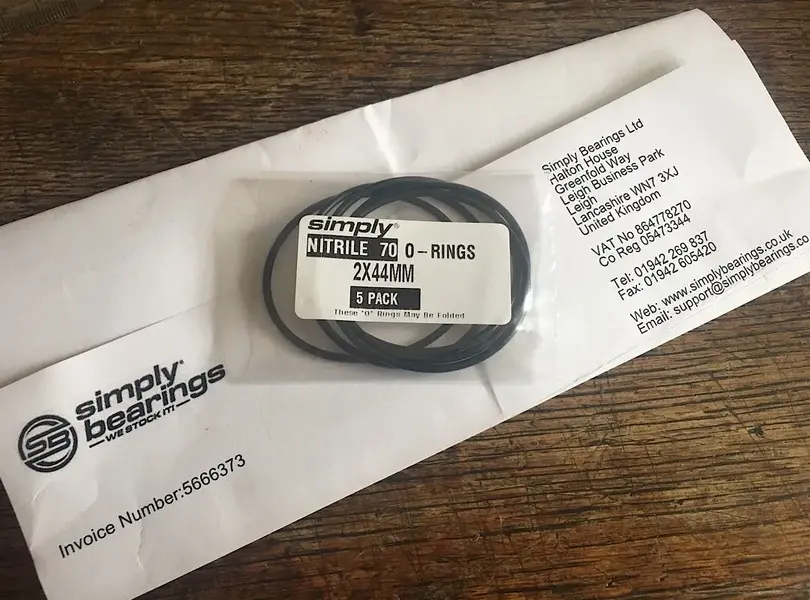 simply®
NITRILE 70 O-RINGS
2X44MM
5 PACK
These "O" Rings May Be Folded
Simply Bearings Ltd
Halton House
Greenfold Way
Leigh Business Park
Leigh
Lancashire WN7 3XJ
United Kingdom
VAT No 864778270
Co Reg 05473344
Tel: 01942 269 837
Fax: 01942 605420
Web: www.simplybearings.co.uk
Email: support@simplybearings.co
SB
simply®
bearings
WE STOCK IT!
Invoice Number:5666373